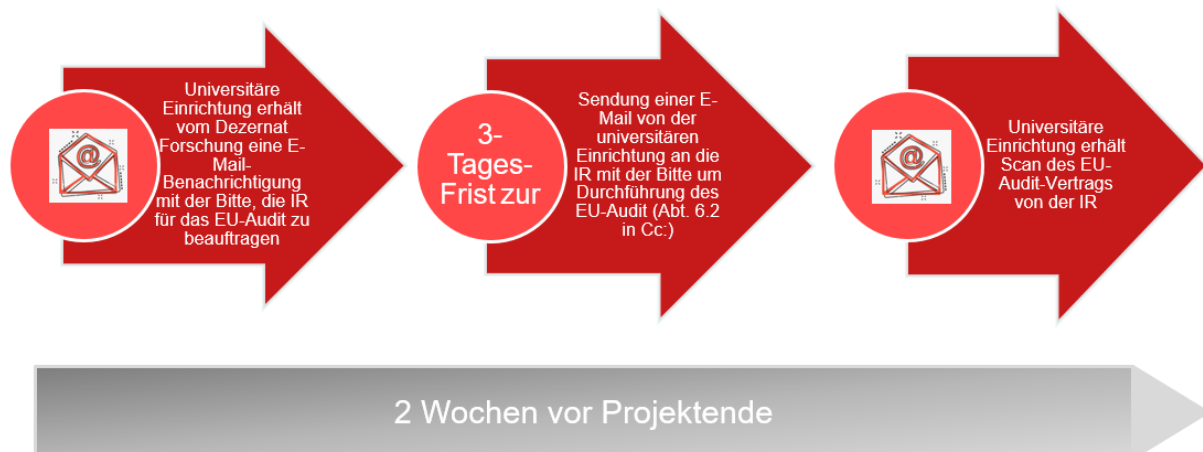 Universitäre
Einrichtung erhält
vom Dezernat
Forschung eine E-
Mail-
Benachrichtigung
mit der Bitte, die IR
für das EU-Audit zu
beauftragen
3-
Tages-
Frist zur
Sendung einer E-
Mail von der
universitären
Einrichtung an die
IR mit der Bitte um
Durchführung des
EU-Audit (Abt. 6.2
in Cc:)
Universitäre
Einrichtung erhält
Scan des EU-
Audit-Vertrags
von der IR
2 Wochen vor Projektende